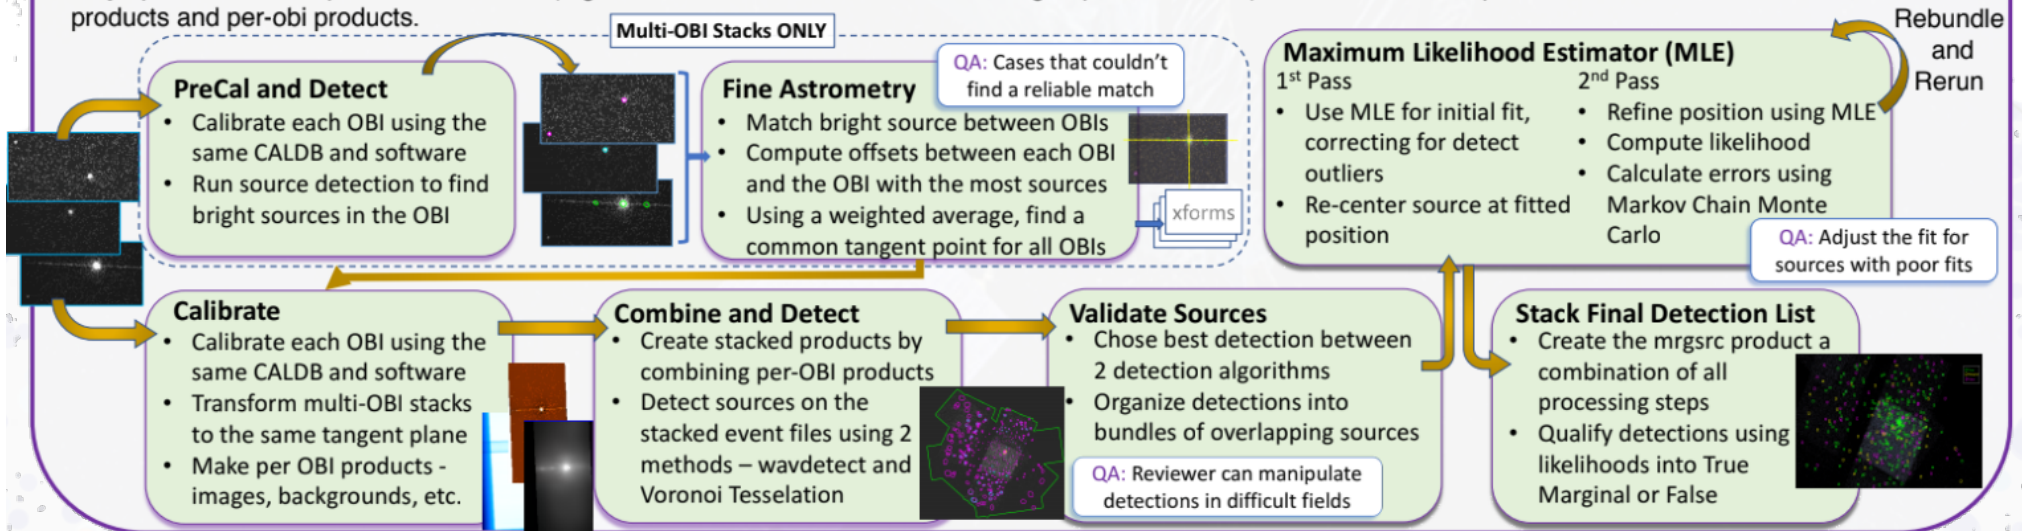 products and per-obi products.
Multi-OBI Stacks ONLY
PreCal and Detect
• Calibrate each OBI using the
same CALDB and software
• Run source detection to find
bright sources in the OBI
Fine Astrometry
QA: Cases that couldn't
find a reliable match
• Match bright source between OBIs
• Compute offsets between each OBI
and the OBI with the most sources
• Using a weighted average, find a
common tangent point for all OBIs
xforms
Maximum Likelihood Estimator (MLE)
1st Pass
• Use MLE for initial fit,
correcting for detect
outliers
• Re-center source at fitted
position
2nd Pass
• Refine position using MLE
• Compute likelihood
• Calculate errors using
Markov Chain Monte
Carlo
QA: Adjust the fit for
sources with poor fits
Rebundle
and
Rerun
Calibrate
• Calibrate each OBI using the
same CALDB and software
• Transform multi-OBI stacks
to the same tangent plane
• Make per OBI products -
images, backgrounds, etc.
Combine and Detect
• Create stacked products by
combining per-OBI products
• Detect sources on the
stacked event files using 2
methods – wavdetect and
Voronoi Tesselation
Validate Sources
• Chose best detection between
2 detection algorithms
• Organize detections into
bundles of overlapping sources
QA: Reviewer can manipulate
detections in difficult fields
Stack Final Detection List
• Create the mrgsrc product a
combination of all
processing steps
• Qualify detections using
likelihoods into True
Marginal or False